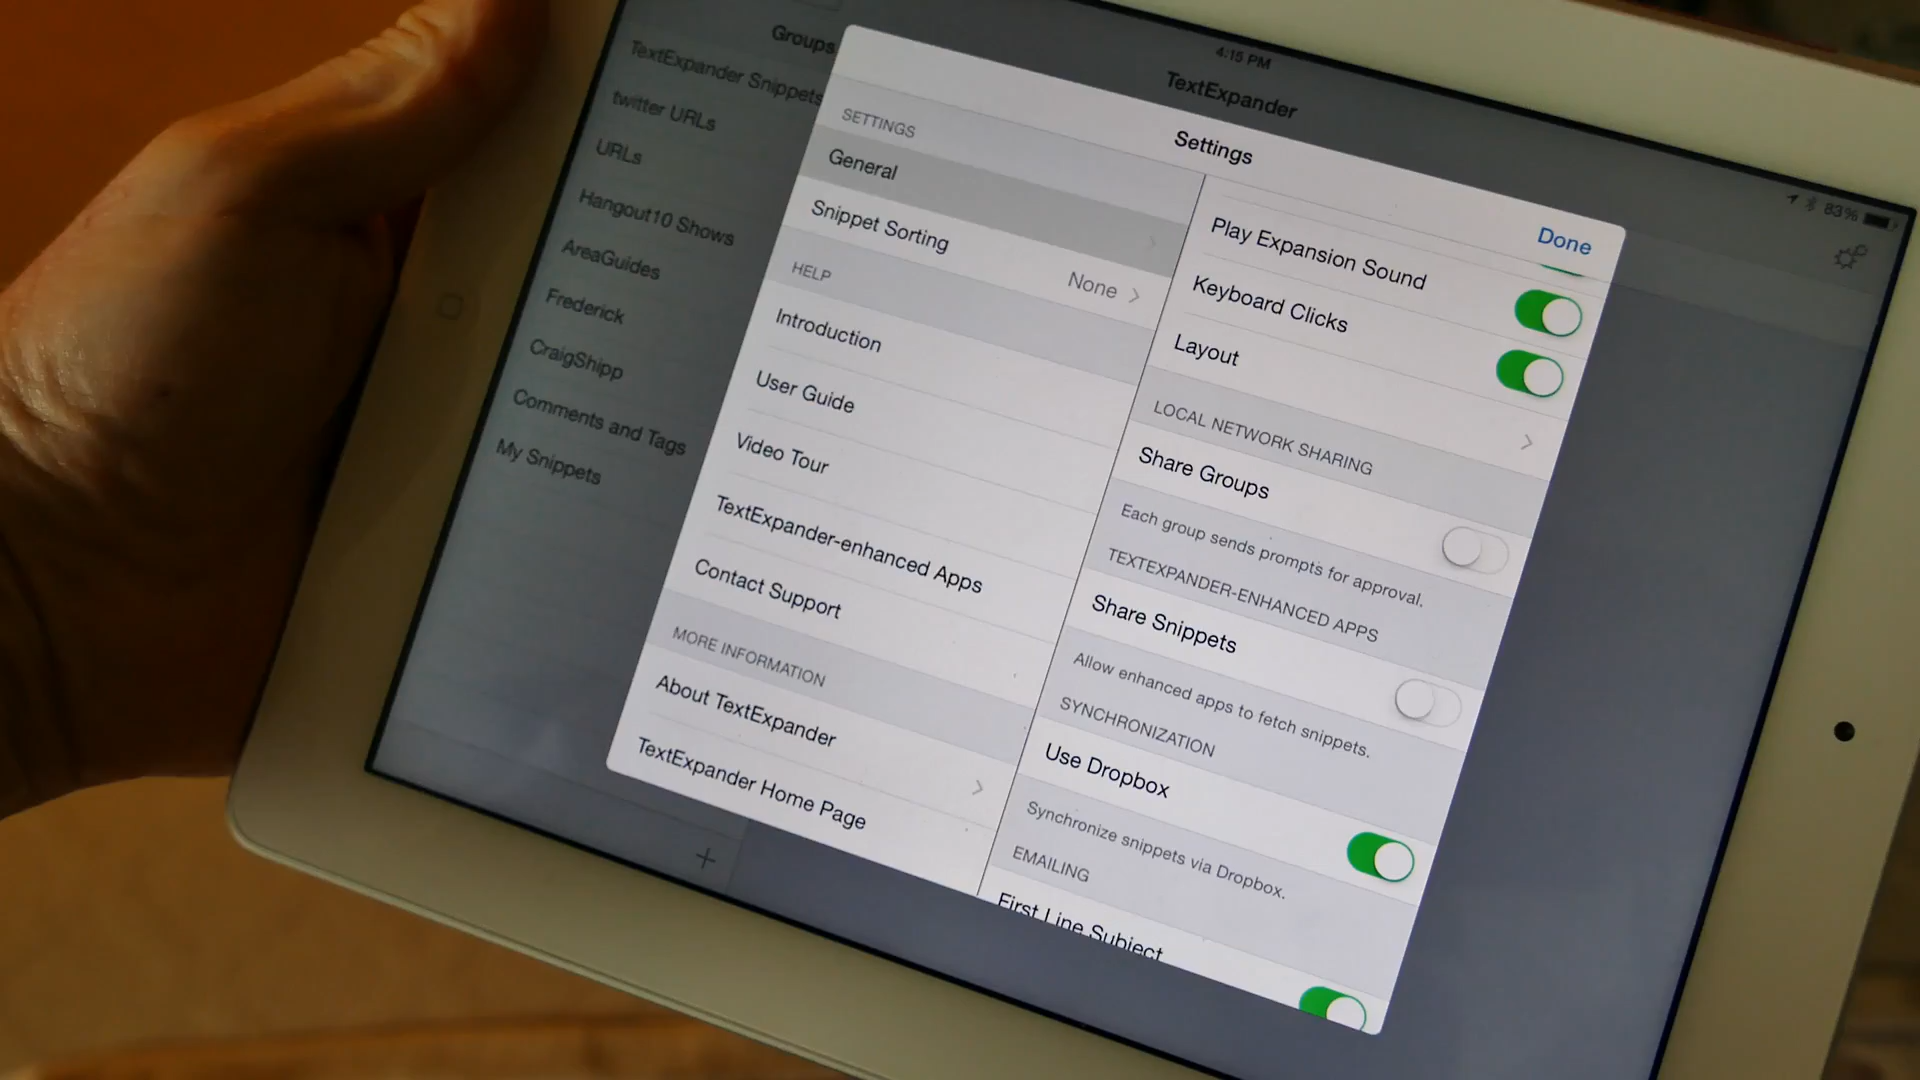 4:15 PM
83%
Groups
TextExpander
TextExpander Snippets
twitter URLs
URLs
Hangout10 Shows
AreaGuides
Frederick
CraigShipp
Comments and Tags
My Snippets
+
Settings
Done
SETTINGS
General
Snippet Sorting
None
HELP
Introduction
User Guide
Video Tour
TextExpander-enhanced Apps
Contact Support
MORE INFORMATION
About TextExpander
TextExpander Home Page
Play Expansion Sound
Keyboard Clicks
Layout
LOCAL NETWORK SHARING
Share Groups
Each group sends prompts for approval.
TEXTEXPANDER-ENHANCED APPS
Share Snippets
Allow enhanced apps to fetch snippets.
SYNCHRONIZATION
Use Dropbox
Synchronize snippets via Dropbox.
EMAILING
First Line Subject